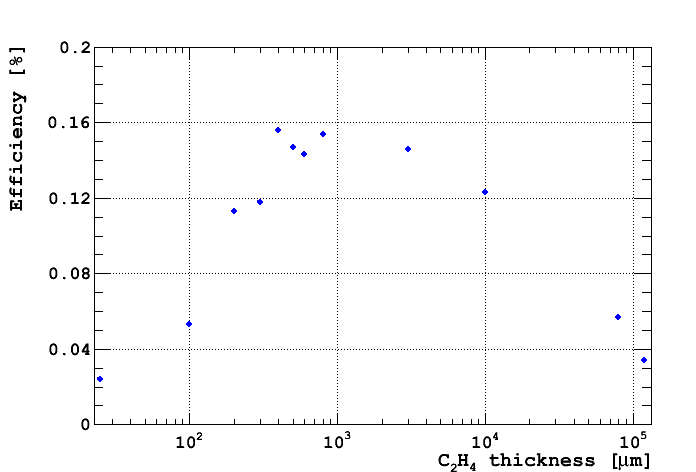 Efficiency [%]
0.2
0.16
0.12
0.08
0.04
0
10² 10³ 10⁴ 10⁵
C₂H₄ thickness [μm]